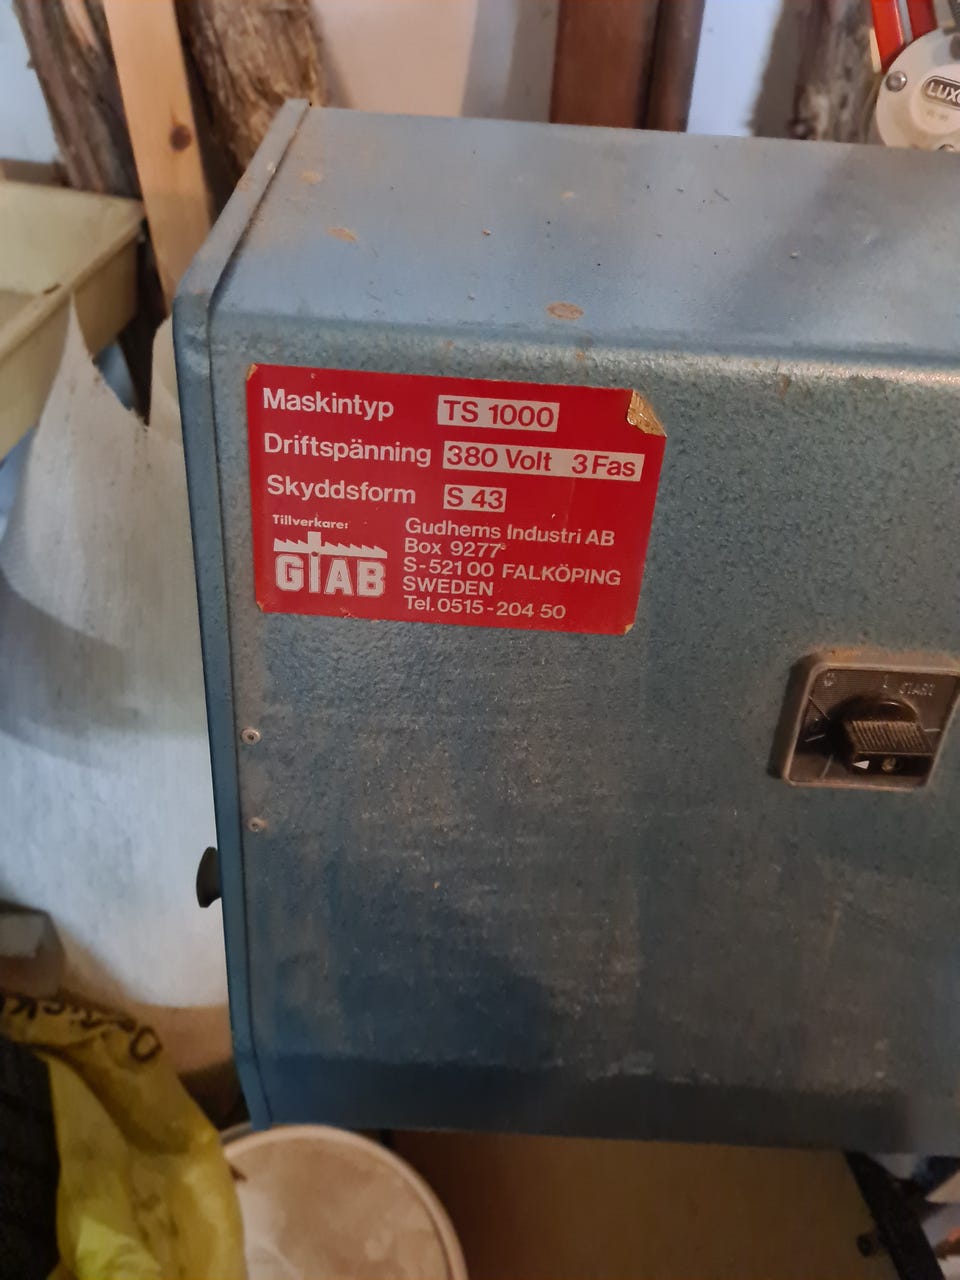 LUX
Maskintyp TS 1000
Driftspänning 380 Volt 3 Fas
Skyddsform S 43
Tillverkare:
GIAB
Gudhems Industri AB
Box 9277
S-521 00 FALKÖPING
SWEDEN
Tel. 0515-204 50
START